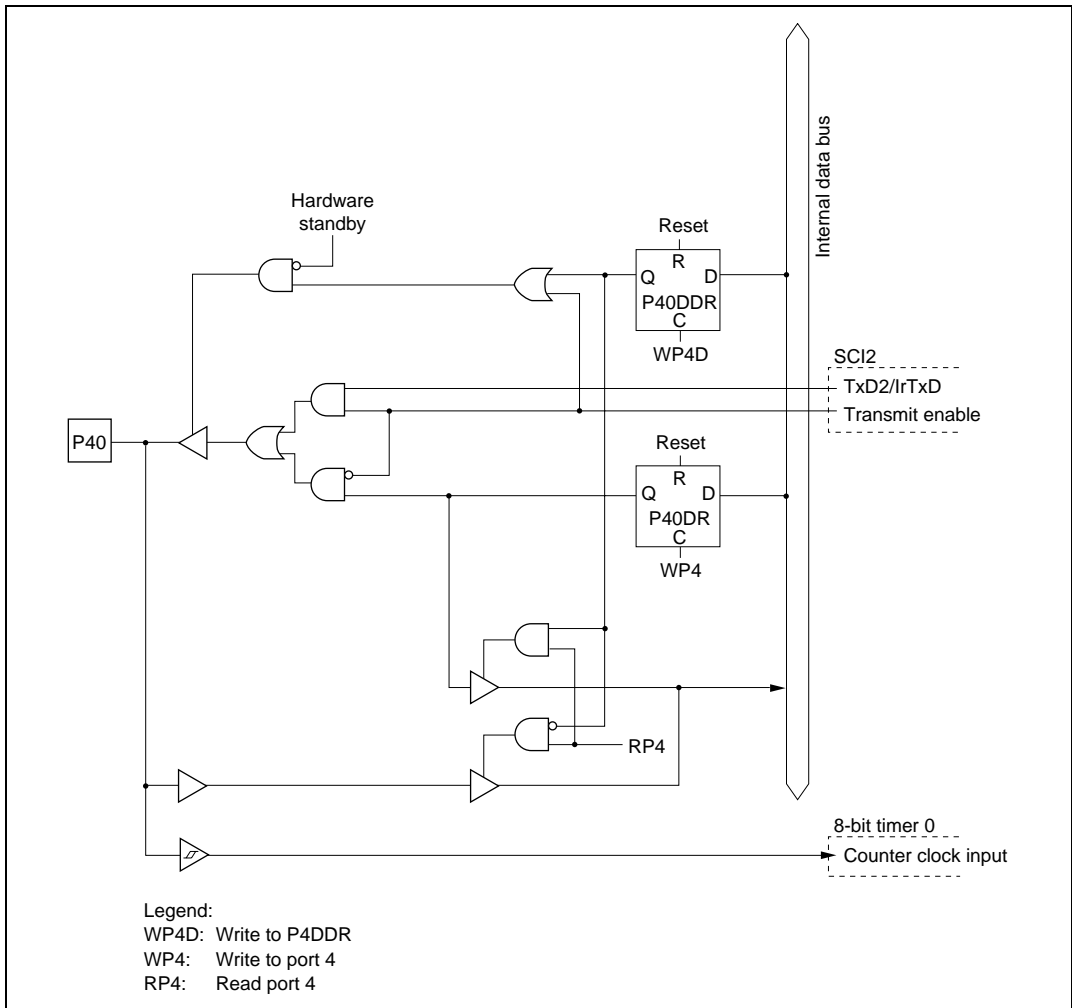 Internal data bus
Hardware
standby
Reset
R
Q
D
P40DDR
C
WP4D
SCI2
TxD2/IrTxD
Transmit enable
P40
Reset
R
Q
D
P40DR
C
WP4
RP4
8-bit timer 0
Counter clock input
Legend:
WP4D: Write to P4DDR
WP4: Write to port 4
RP4: Read port 4